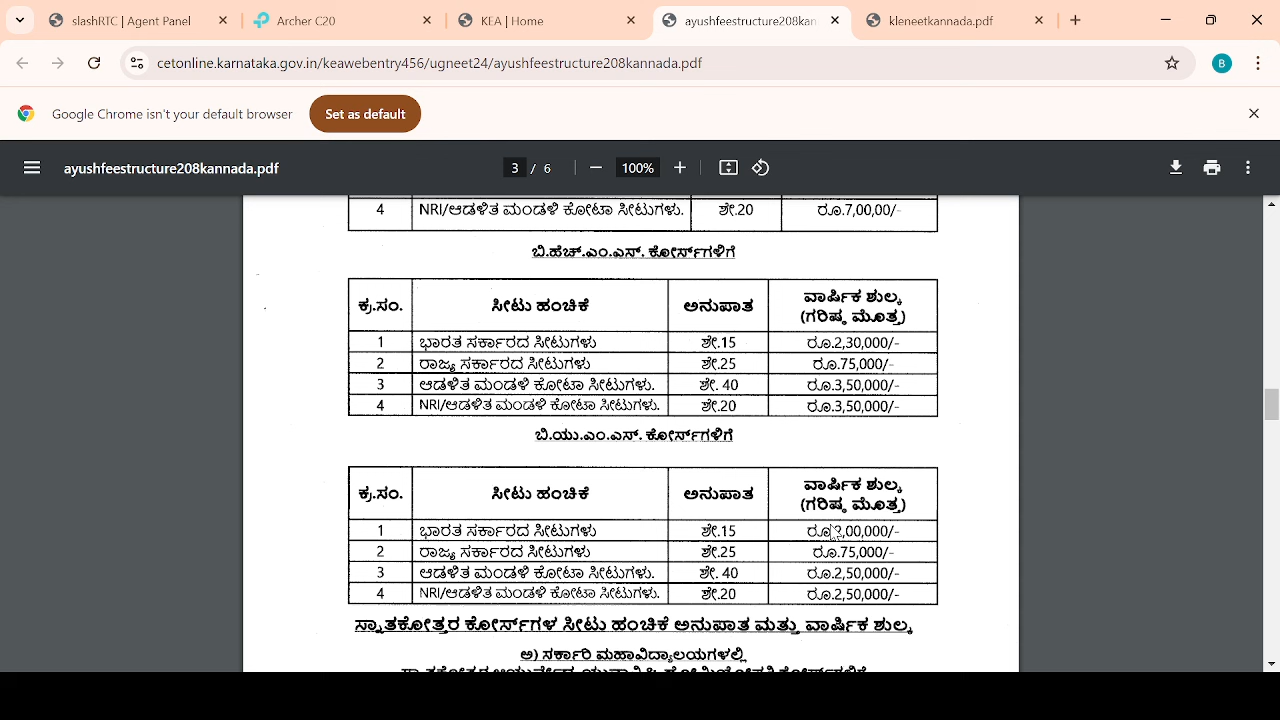 slashRTC | Agent Panel
Archer C20
KEA | Home
ayushfeestructure208kan
kleneetkannada.pdf
cetonline.karnataka.gov.in/keawebentry456/ugneet24/ayushfeestructure208kannada.pdf
B
Google Chrome isn't your default browser
Set as default
ayushfeestructure208kannada.pdf
3 / 6
100%
4 NRI/ಆಡಳಿತ ಮಂಡಳಿ ಕೋಟಾ ಸೀಟುಗಳು. ಶೇ.20 ರೂ.7,00,00/-
ಬಿ.ಹೆಚ್.ಎಂ.ಎಸ್. ಕೋರ್ಸ್‌ಗಳಿಗೆ
ಕ್ರ.ಸಂ. ಸೀಟು ಹಂಚಿಕೆ ಅನುಪಾತ ವಾರ್ಷಿಕ ಶುಲ್ಕ
(ಗರಿಷ್ಠ ಮೊತ್ತ)
1 ಭಾರತ ಸರ್ಕಾರದ ಸೀಟುಗಳು ಶೇ.15 ರೂ.2,30,000/-
2 ರಾಜ್ಯ ಸರ್ಕಾರದ ಸೀಟುಗಳು ಶೇ.25 ರೂ.75,000/-
3 ಆಡಳಿತ ಮಂಡಳಿ ಕೋಟಾ ಸೀಟುಗಳು. ಶೇ. 40 ರೂ.3,50,000/-
4 NRI/ಆಡಳಿತ ಮಂಡಳಿ ಕೋಟಾ ಸೀಟುಗಳು. ಶೇ.20 ರೂ.3,50,000/-
ಬಿ.ಯು.ಎಂ.ಎಸ್. ಕೋರ್ಸ್‌ಗಳಿಗೆ
ಕ್ರ.ಸಂ. ಸೀಟು ಹಂಚಿಕೆ ಅನುಪಾತ ವಾರ್ಷಿಕ ಶುಲ್ಕ
(ಗರಿಷ್ಠ ಮೊತ್ತ)
1 ಭಾರತ ಸರ್ಕಾರದ ಸೀಟುಗಳು ಶೇ.15
2 ರಾಜ್ಯ ಸರ್ಕಾರದ ಸೀಟುಗಳು ಶೇ.25 ರೂ.75,000/-
3 ಆಡಳಿತ ಮಂಡಳಿ ಕೋಟಾ ಸೀಟುಗಳು. ಶೇ. 40 ರೂ.2,50,000/-
4 NRI/ಆಡಳಿತ ಮಂಡಳಿ ಕೋಟಾ ಸೀಟುಗಳು. ಶೇ.20 ರೂ.2,50,000/-
ಸ್ನಾತಕೋತ್ತರ ಕೋರ್ಸ್‌ಗಳ ಸೀಟು ಹಂಚಿಕೆ ಅನುಪಾತ ಮತ್ತು ವಾರ್ಷಿಕ ಶುಲ್ಕ
ಅ) ಸರ್ಕಾರಿ ಮಹಾವಿದ್ಯಾಲಯಗಳಲ್ಲಿ